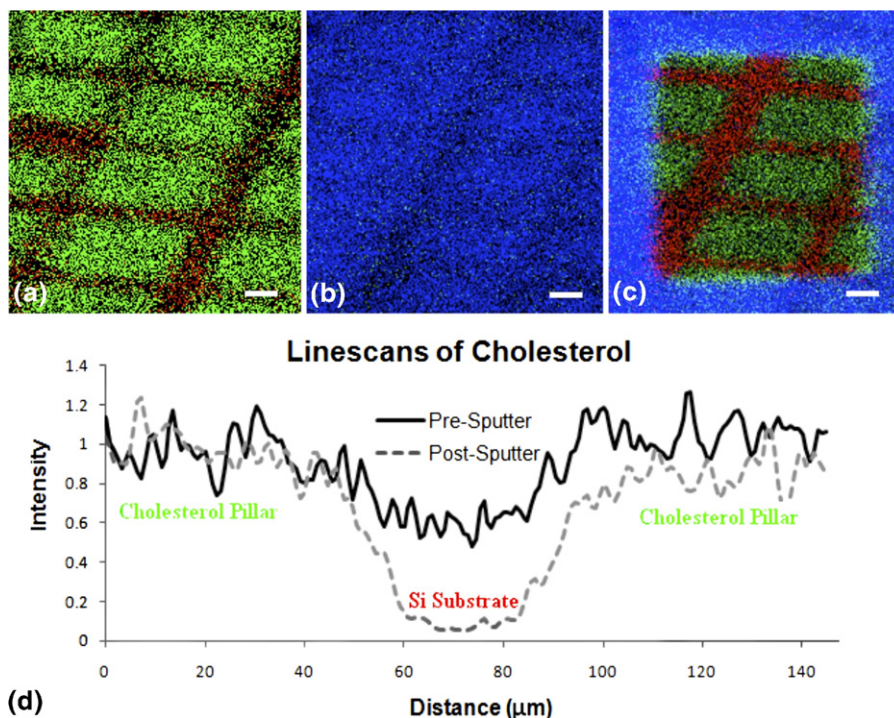 (a)
(b)
(c)
Linescans of Cholesterol
1.4
1.2
1
0.8
0.6
0.4
0.2
0
Intensity
Pre-Sputter
Post-Sputter
Cholesterol Pillar
Cholesterol Pillar
Si Substrate
0 20 40 60 80 100 120 140
Distance (μm)
(d)